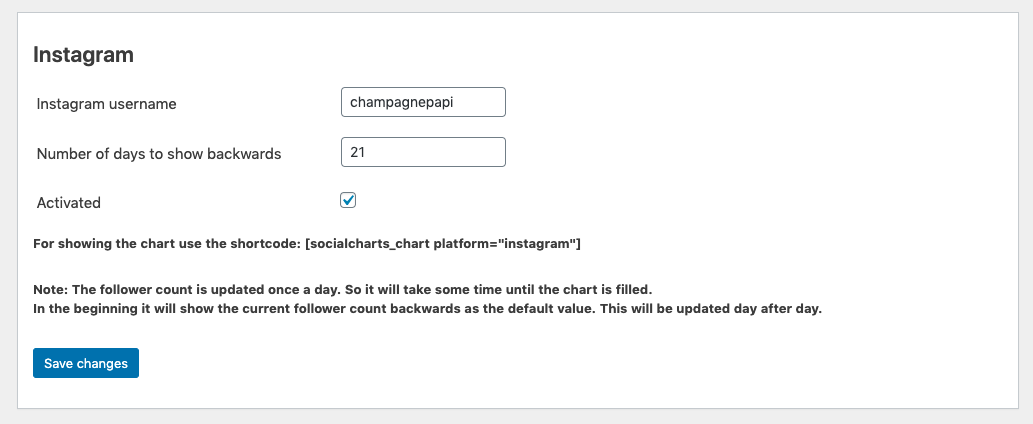 Instagram
Instagram username champagnepapi
Number of days to show backwards 21
Activated
For showing the chart use the shortcode: [socialcharts_chart platform="instagram"]
Note: The follower count is updated once a day. So it will take some time until the chart is filled.
In the beginning it will show the current follower count backwards as the default value. This will be updated day after day.
Save changes